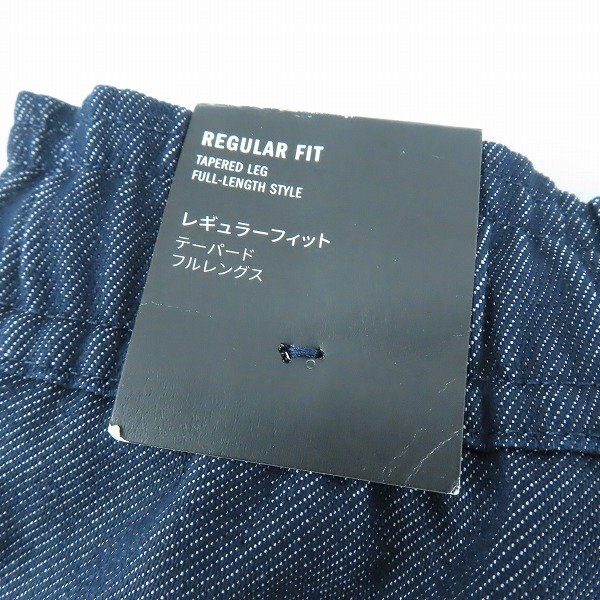 REGULAR FIT
TAPERED LEG
FULL-LENGTH STYLE
レギュラーフィット
テーパード
フルレングス